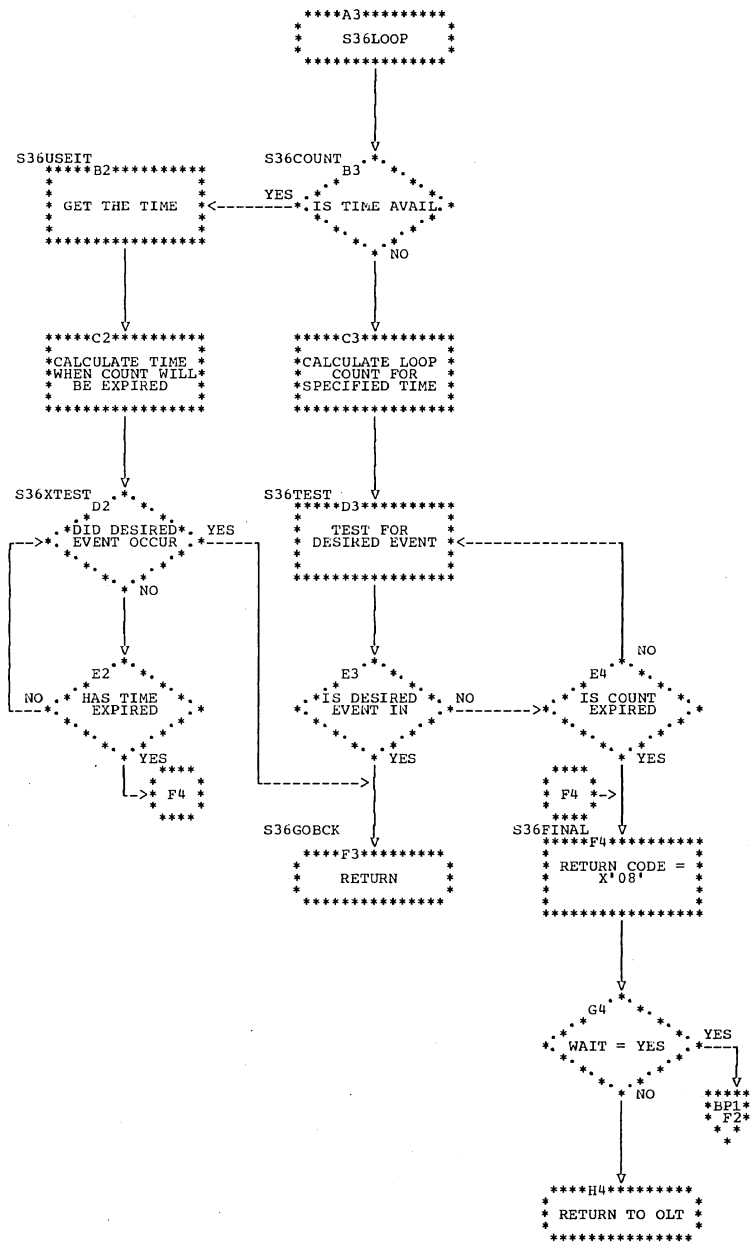 A3
S36LOOP
S36USEIT
B2
GET THE TIME
YES
S36COUNT
B3
IS TIME AVAIL
NO
C2
CALCULATE TIME
WHEN COUNT WILL
BE EXPIRED
C3
CALCULATE LOOP
COUNT FOR
SPECIFIED TIME
S36XTEST
D2
DID DESIRED
EVENT OCCUR
YES
NO
S36TEST
D3
TEST FOR
DESIRED EVENT
E2
HAS TIME
EXPIRED
NO
YES
F4
E3
IS DESIRED
EVENT IN
NO
YES
NO
E4
IS COUNT
EXPIRED
YES
F4
S36GOBCK
F3
RETURN
S36FINAL
F4
RETURN CODE =
X'08'
G4
WAIT = YES
YES
NO
BP1
F2
H4
RETURN TO OLT